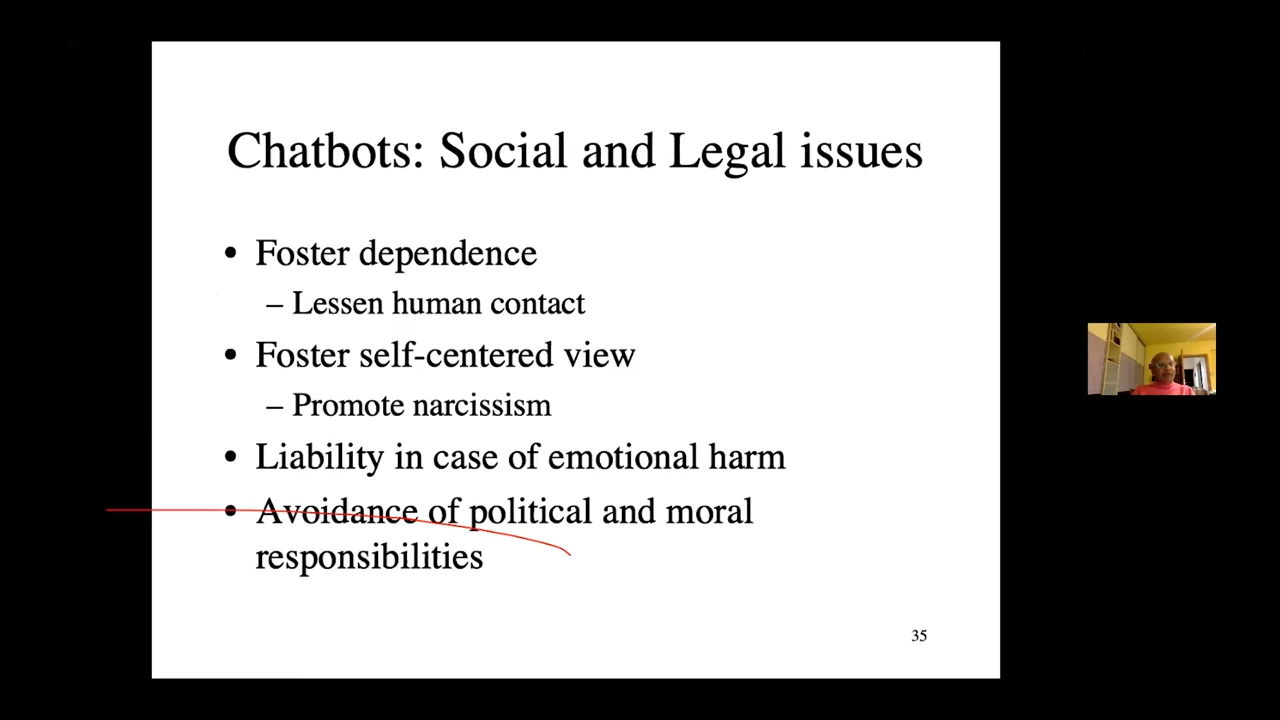 Chatbots: Social and Legal issues
• Foster dependence
– Lessen human contact
• Foster self-centered view
– Promote narcissism
• Liability in case of emotional harm
• Avoidance of political and moral
responsibilities
35